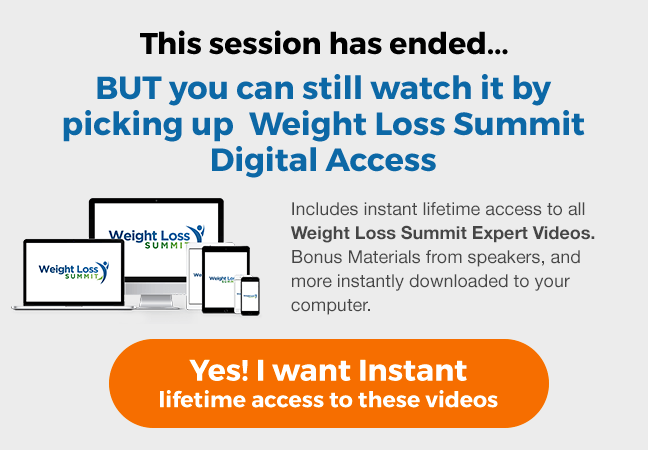 This session has ended...
BUT you can still watch it by
picking up Weight Loss Summit
Digital Access
Weight Loss
SUMMIT
Weight Loss
SUMMIT
Weight Loss
Includes instant lifetime access to all
Weight Loss Summit Expert Videos.
Bonus Materials from speakers, and
more instantly downloaded to your
computer.
Yes! I want Instant
lifetime access to these videos